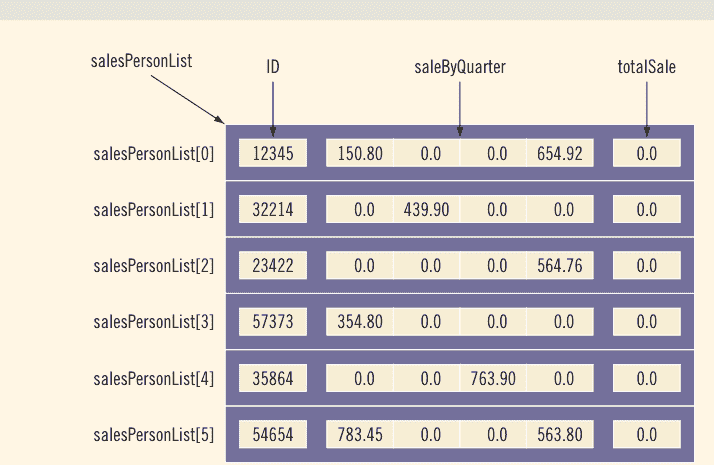 salesPersonList ID saleByQuarter totalSale
salesPersonList[0] 12345 150.80 0.0 0.0 654.92 0.0
salesPersonList[1] 32214 0.0 439.90 0.0 0.0 0.0
salesPersonList[2] 23422 0.0 0.0 0.0 564.76 0.0
salesPersonList[3] 57373 354.80 0.0 0.0 0.0 0.0
salesPersonList[4] 35864 0.0 0.0 763.90 0.0 0.0
salesPersonList[5] 54654 783.45 0.0 0.0 563.80 0.0